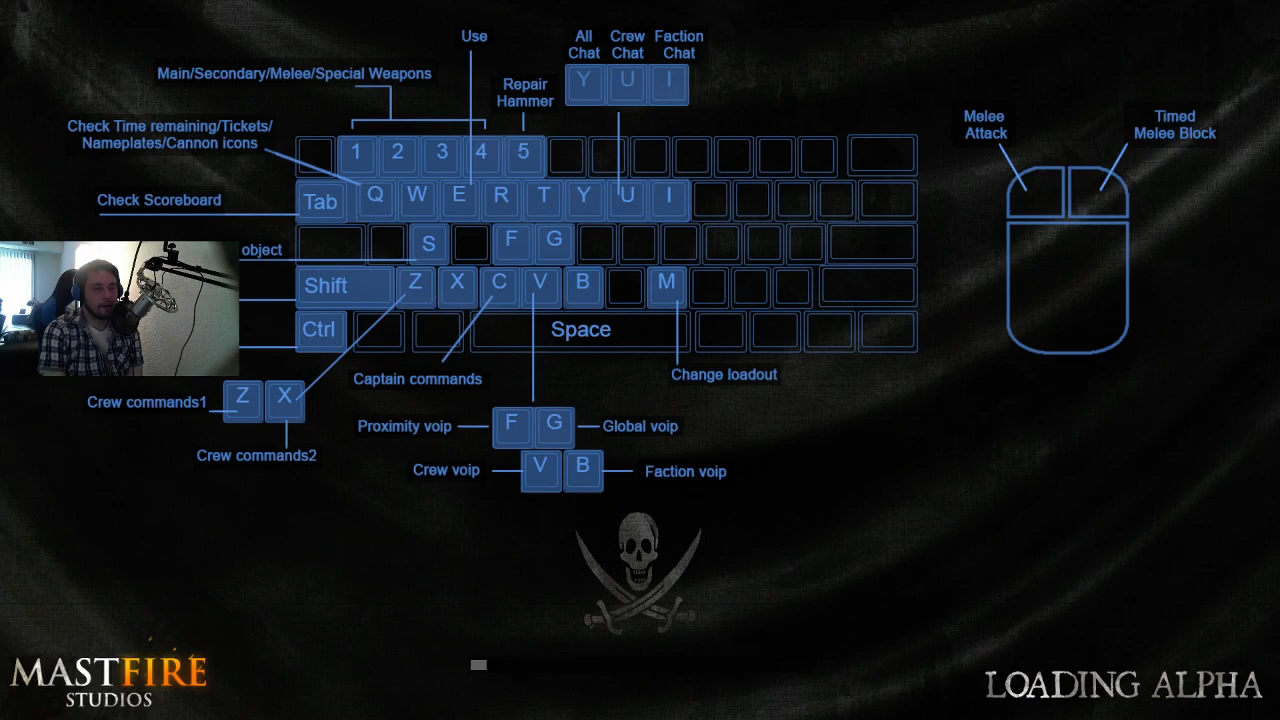 Use
All Crew Faction
Chat Chat Chat
Y U I
Main/Secondary/Melee/Special Weapons
Repair
Hammer
Check Time remaining/Tickets/
Nameplates/Cannon icons
Melee
Attack
Timed
Melee Block
1 2 3 4 5
Check Scoreboard
Tab Q W E R T Y U I
object
S F G
Shift Z X C V B M
Ctrl Space
Captain commands
Change loadout
Crew commands1
Z X
Crew commands2
Proximity voip
F G
Global voip
Crew voip
V B
Faction voip
MASTFIRE
STUDIOS
LOADING ALPHA